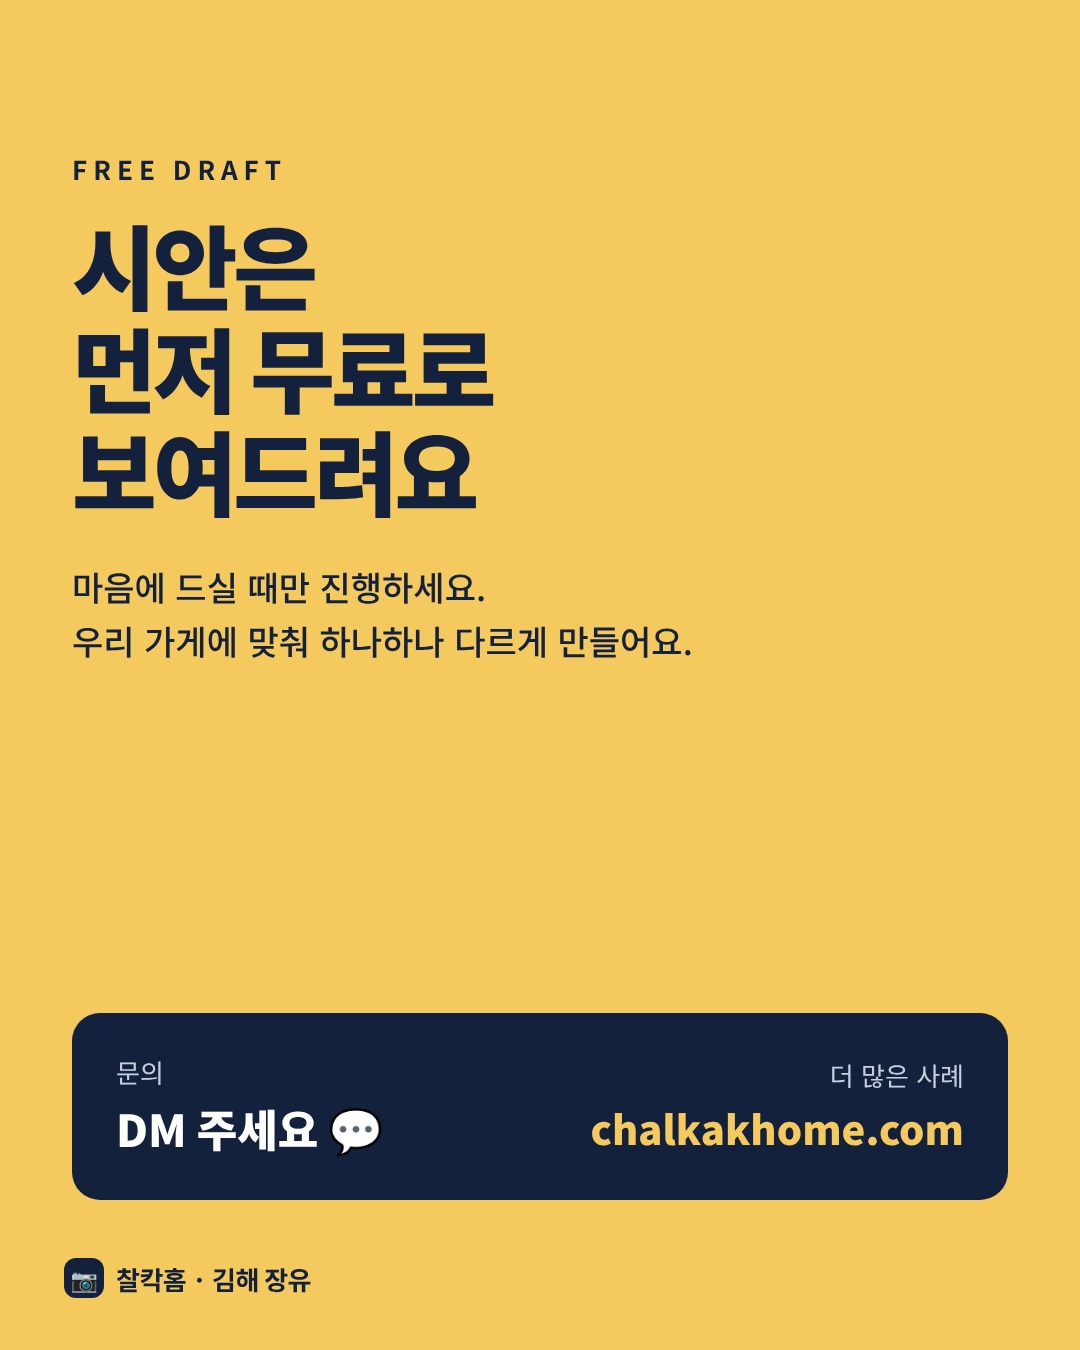 FREE DRAFT
시안은
먼저 무료로
보여드려요
마음에 드실 때만 진행하세요.
우리 가게에 맞춰 하나하나 다르게 만들어요.
문의
DM 주세요 💬
더 많은 사례
chalkakhome.com
찰칵홈 · 김해 장유